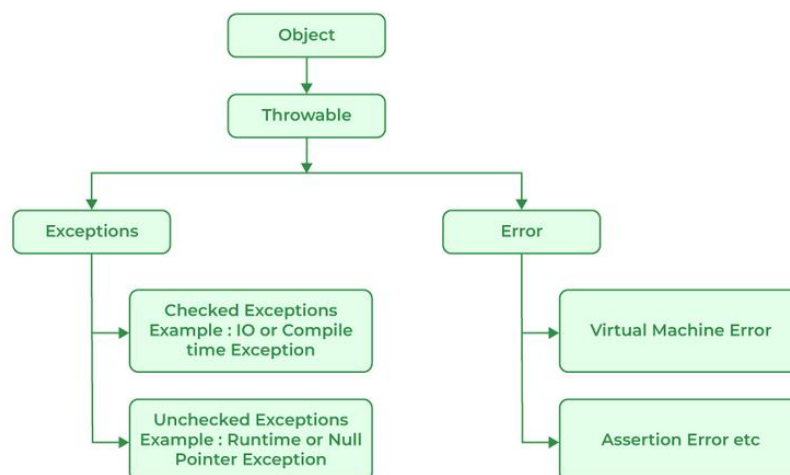 Object
Throwable
Exceptions
Error
Checked Exceptions
Example : IO or Compile
time Exception
Virtual Machine Error
Unchecked Exceptions
Example : Runtime or Null
Pointer Exception
Assertion Error etc